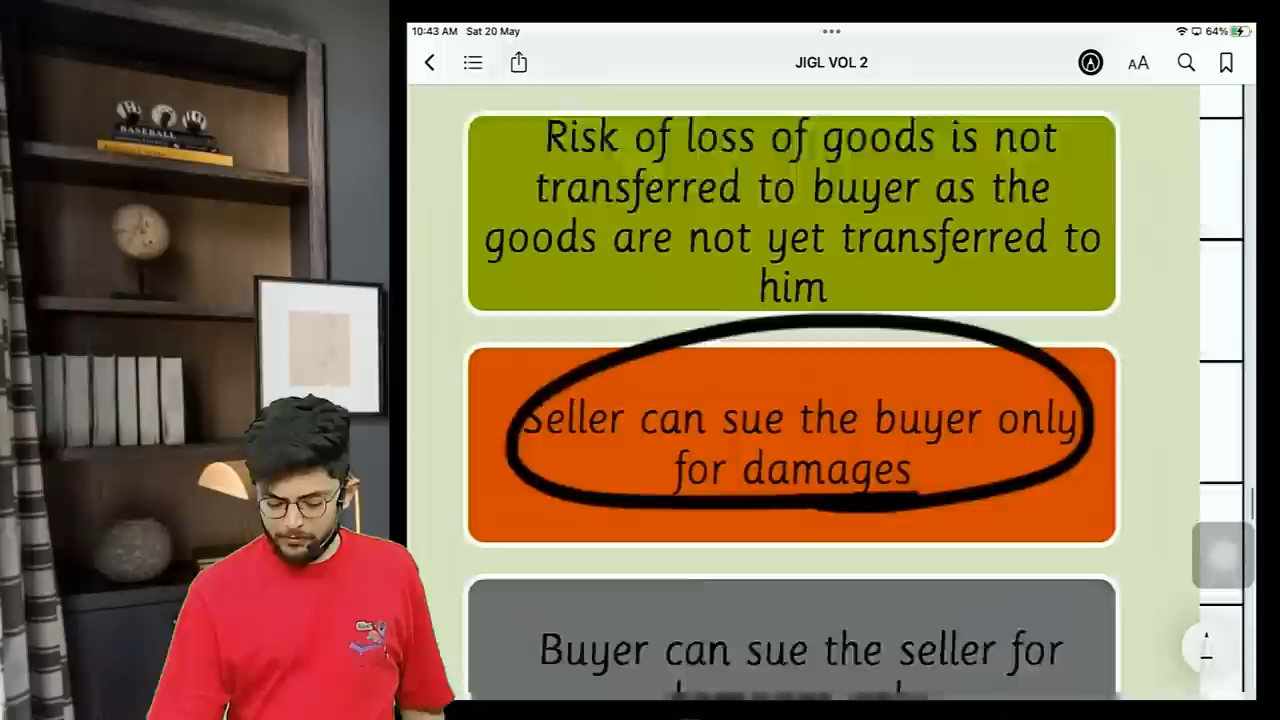 10:43 AM Sat 20 May
64%
JIGL VOL 2
AA
BASEBALL
Risk of loss of goods is not
transferred to buyer as the
goods are not yet transferred to
him
Seller can sue the buyer only
for damages
Buyer can sue the seller for